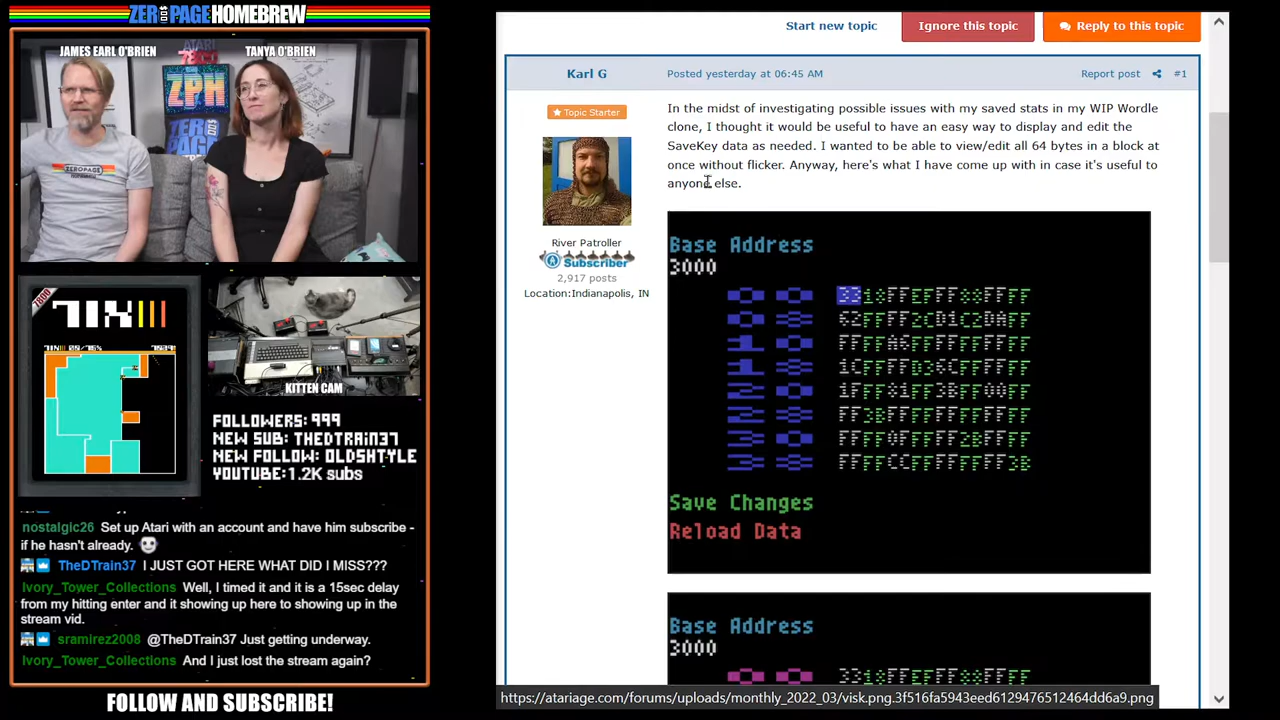 ZERO PAGE HOMEBREW
JAMES EARL O'BRIEN
TANYA O'BRIEN
ZPH
ZEROPAGE
7800
KITTEN CAM
FOLLOWERS: 999
NEW SUB: THEDTRAIN37
NEW FOLLOW: OLDSHTYLE
YOUTUBE: 1.2K subs
nostalgic26 Set up Atari with an account and have him subscribe -
if he hasn't already.
TheDTrain37 I JUST GOT HERE WHAT DID I MISS???
Ivory_Tower_Collections Well, I timed it and it is a 15sec delay
from my hitting enter and it showing up here to showing up in the
stream vid.
sramirez2008 @TheDTrain37 Just getting underway.
Ivory_Tower_Collections And I just lost the stream again?
FOLLOW AND SUBSCRIBE!
Start new topic
Ignore this topic
Reply to this topic
Karl G
Posted yesterday at 06:45 AM
Report post
#1
Topic Starter
River Patroller
Subscriber
2,917 posts
Location:Indianapolis, IN
In the midst of investigating possible issues with my saved stats in my WIP Wordle
clone, I thought it would be useful to have an easy way to display and edit the
SaveKey data as needed. I wanted to be able to view/edit all 64 bytes in a block at
once without flicker. Anyway, here's what I have come up with in case it's useful to
anyone else.
Base Address
3000
Save Changes
Reload Data
Base Address
3000
https://atariage.com/forums/uploads/monthly_2022_03/visk.png.3f516fa5943eed6129476512464dd6a9.png